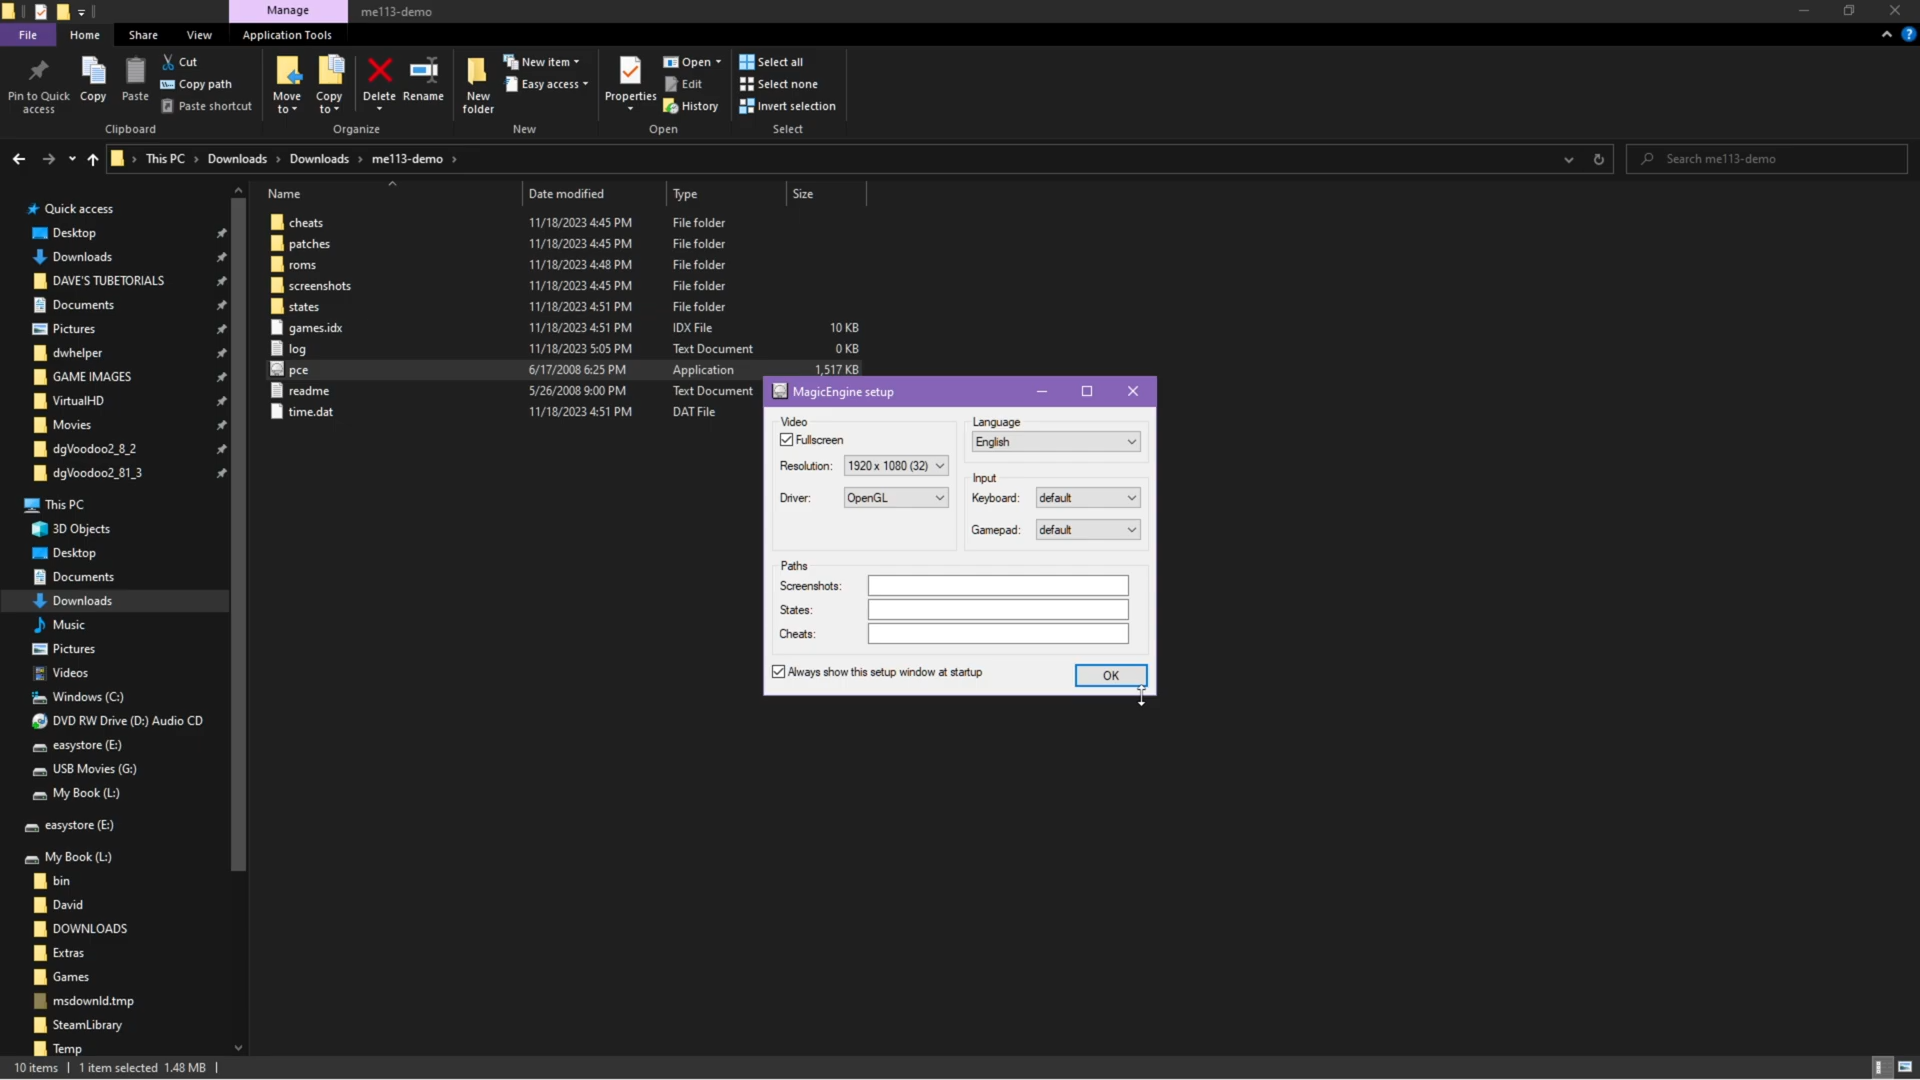 Manage
me113-demo
File
Home
Share
View
Application Tools
Pin to Quick
access
Copy
Paste
Cut
Copy path
Paste shortcut
Clipboard
Move
to
Copy
to
Delete
Rename
Organize
New
folder
New item
Easy access
New
Properties
Open
Edit
History
Open
Select all
Select none
Invert selection
Select
This PC > Downloads > Downloads > me113-demo >
Search me113-demo
Name
Date modified
Type
Size
cheats 11/18/2023 4:45 PM File folder
patches 11/18/2023 4:45 PM File folder
roms 11/18/2023 4:48 PM File folder
screenshots 11/18/2023 4:45 PM File folder
states 11/18/2023 4:51 PM File folder
games.idx 11/18/2023 4:51 PM IDX File 10 KB
log 11/18/2023 5:05 PM Text Document 0 KB
pce 6/17/2008 6:25 PM Application 1,517 KB
readme 5/26/2008 9:00 PM Text Document
time.dat 11/18/2023 4:51 PM DAT File
Quick access
Desktop
Downloads
DAVE'S TUBETORIALS
Documents
Pictures
dwhelper
GAME IMAGES
VirtualHD
Movies
dgVoodoo2_8_2
dgVoodoo2_81_3
This PC
3D Objects
Desktop
Documents
Downloads
Music
Pictures
Videos
Windows (C:)
DVD RW Drive (D:) Audio CD
easystore (E:)
USB Movies (G:)
My Book (L:)
easystore (E:)
My Book (L:)
bin
David
DOWNLOADS
Extras
Games
msdownld.tmp
SteamLibrary
Temp
MagicEngine setup
Video
Fullscreen
Resolution: 1920 x 1080 (32)
Driver: OpenGL
Language
English
Input
Keyboard: default
Gamepad: default
Paths
Screenshots:
States:
Cheats:
Always show this setup window at startup
OK
10 items
1 item selected 1.48 MB